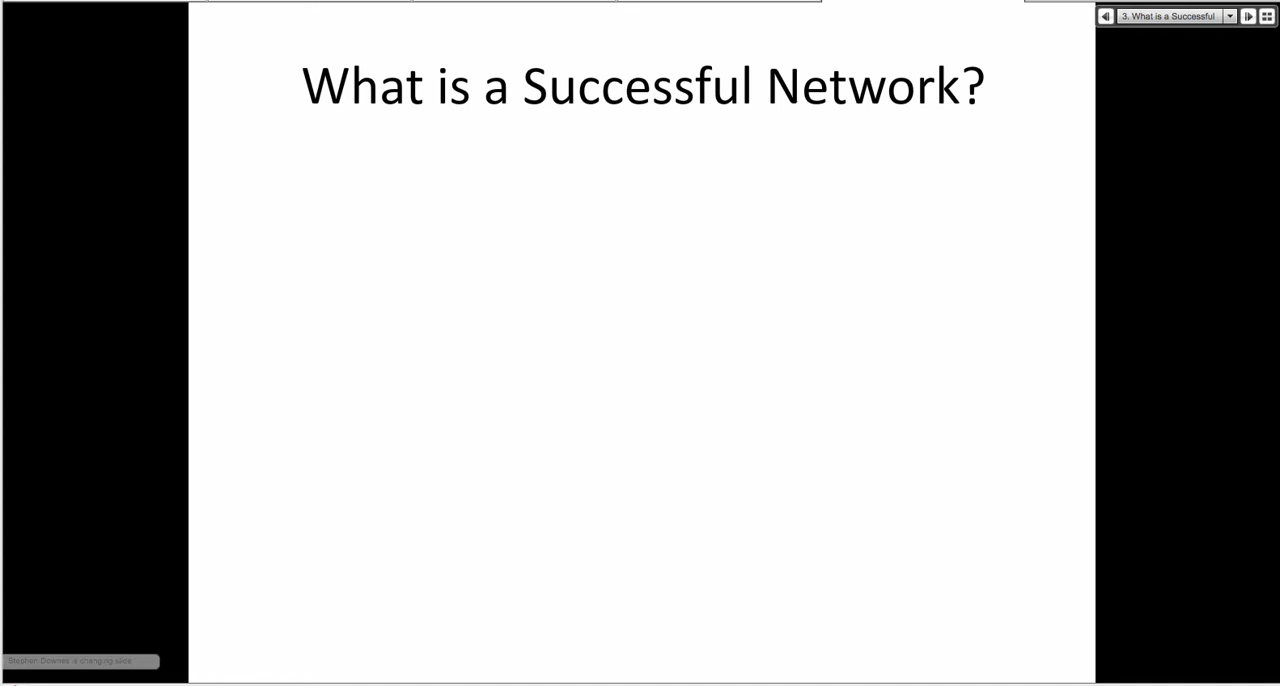 3. What is a Successful
What is a Successful Network?
Stephen Downes is changing slide